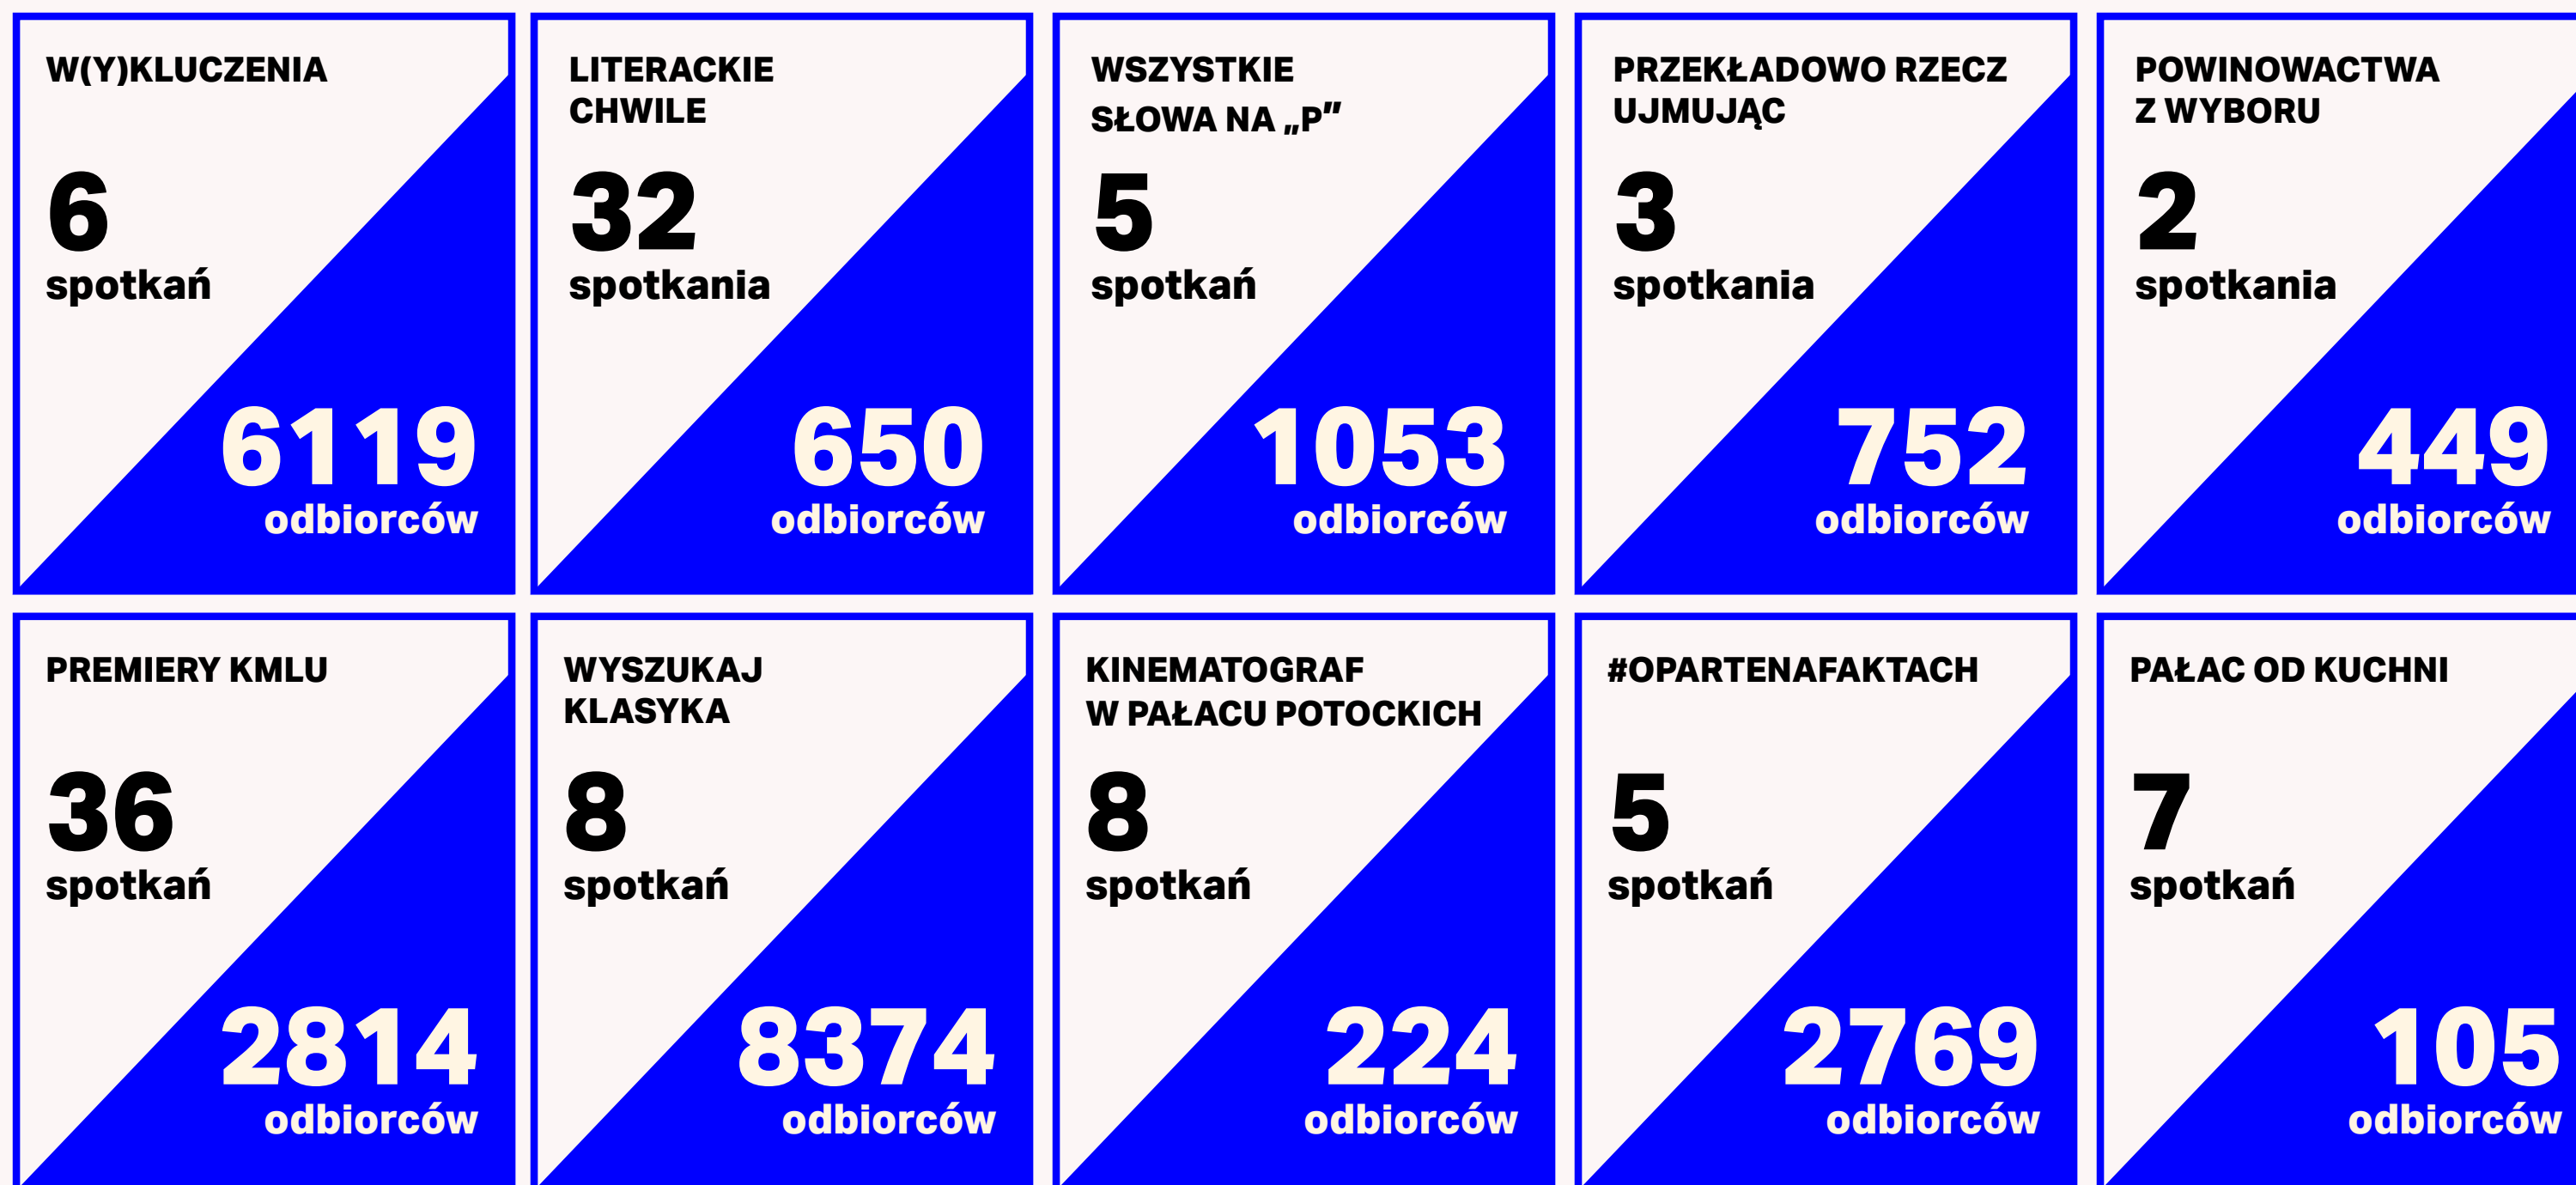 W(Y)KLUCZENIA
6
spotkań
6119
odbiorców
LITERACKIE
CHWILE
32
spotkania
650
odbiorców
WSZYSTKIE
SŁOWA NA „P”
5
spotkań
1053
odbiorców
PRZEKŁADOWO RZECZ
UJMUJĄC
3
spotkania
752
odbiorców
POWINOWACTWA
Z WYBORU
2
spotkania
449
odbiorców
PREMIERY KMLU
36
spotkań
2814
odbiorców
WYSZUKAJ
KLASYKA
8
spotkań
8374
odbiorców
KINEMATOGRAF
W PAŁACU POTOCKICH
8
spotkań
224
odbiorców
#OPARTENAFAKTACH
5
spotkań
2769
odbiorców
PAŁAC OD KUCHNI
7
spotkań
105
odbiorców